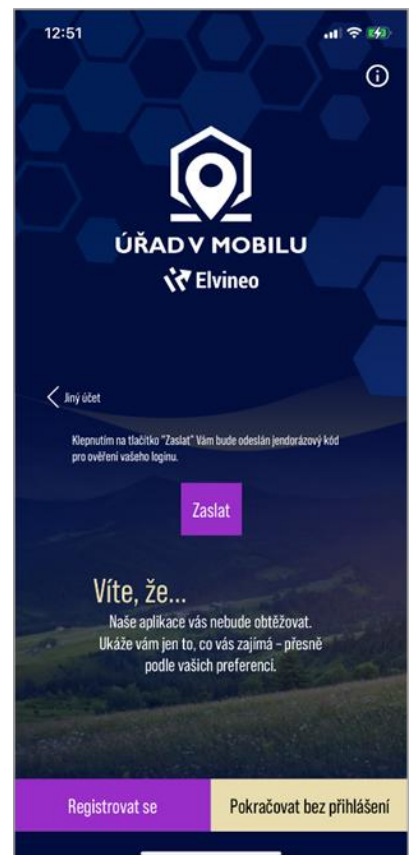 12:51
ÚŘAD V MOBILU
Elvineo
Jiný účet
Klepnutím na tlačítko "Zaslat" Vám bude odeslán jendorázový kód
pro ověření vašeho loginu.
Zaslat
Víte, že...
Naše aplikace vás nebude obtěžovat.
Ukáže vám jen to, co vás zajímá – přesně
podle vašich preferencí.
Registrovat se
Pokračovat bez přihlášení